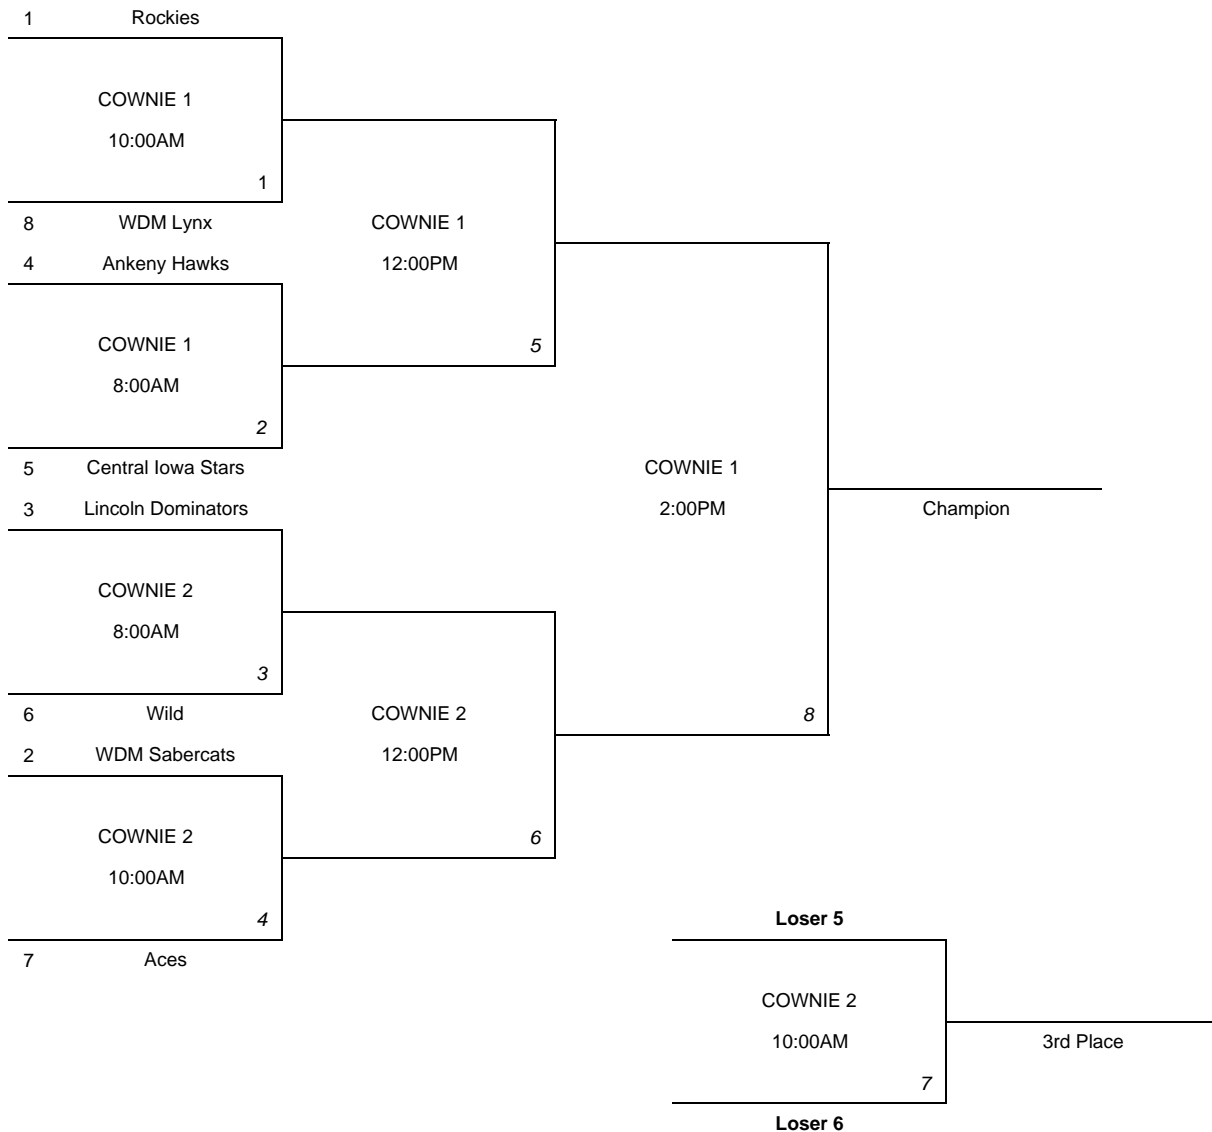 1 Rockies
COWNIE 1
10:00AM
1
8 WDM Lynx COWNIE 1
4 Ankeny Hawks 12:00PM
COWNIE 1 5
8:00AM
2
5 Central Iowa Stars COWNIE 1
3 Lincoln Dominators 2:00PM Champion
COWNIE 2
8:00AM
3
6 Wild COWNIE 2 8
2 WDM Sabercats 12:00PM
COWNIE 2 6
10:00AM
4 Loser 5
7 Aces
COWNIE 2
10:00AM 3rd Place
7
Loser 6